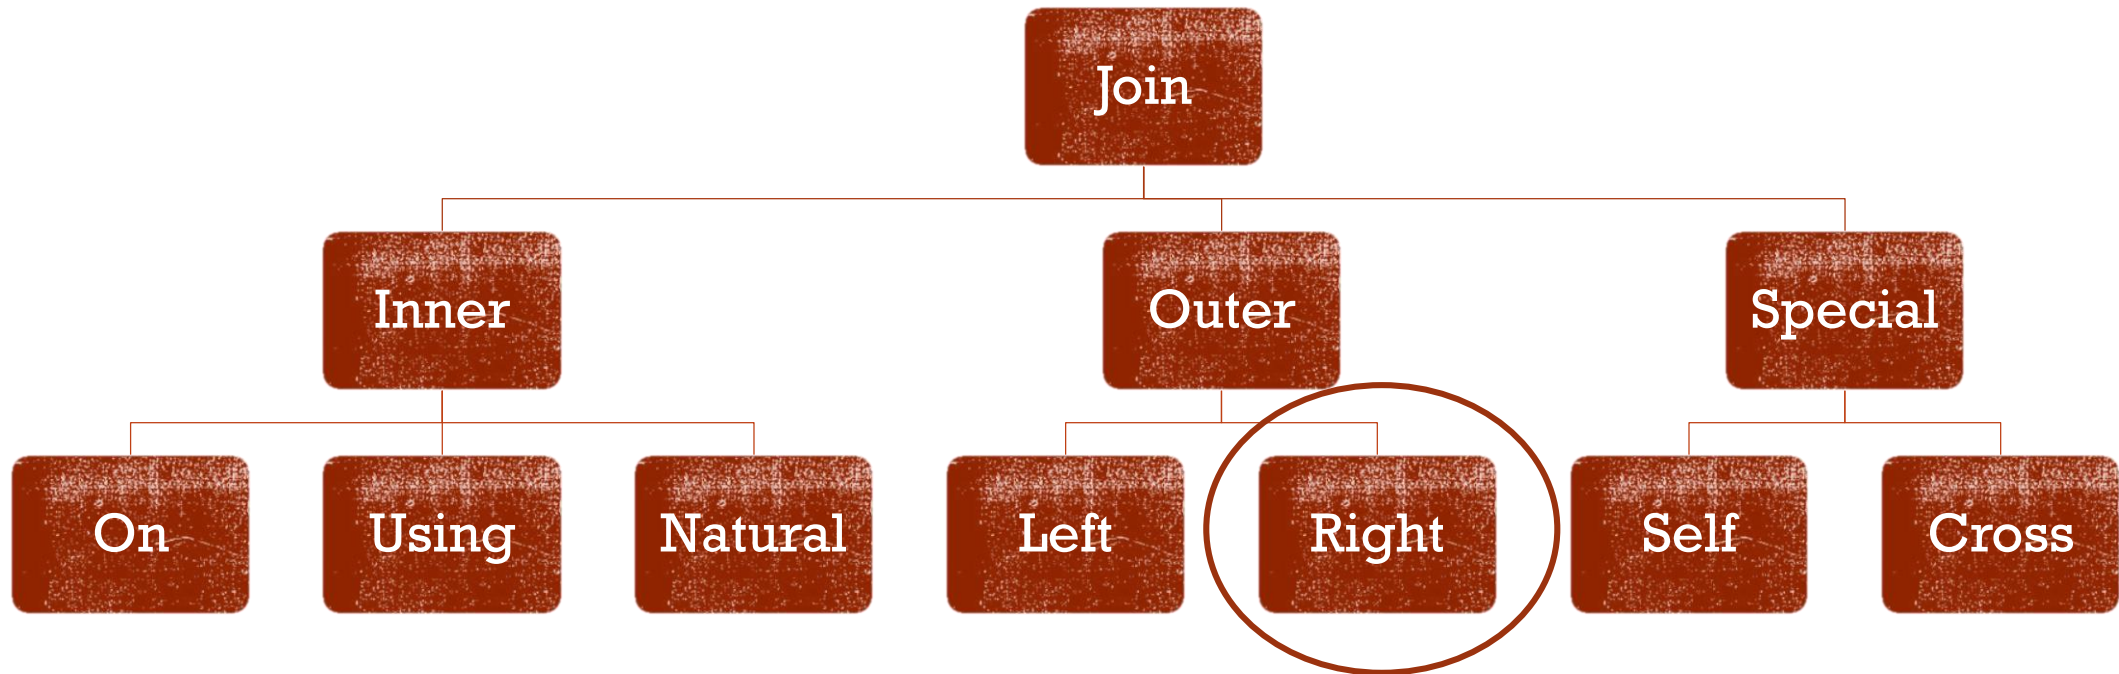 Join
Inner
Outer
Special
On
Using
Natural
Left
Right
Self
Cross